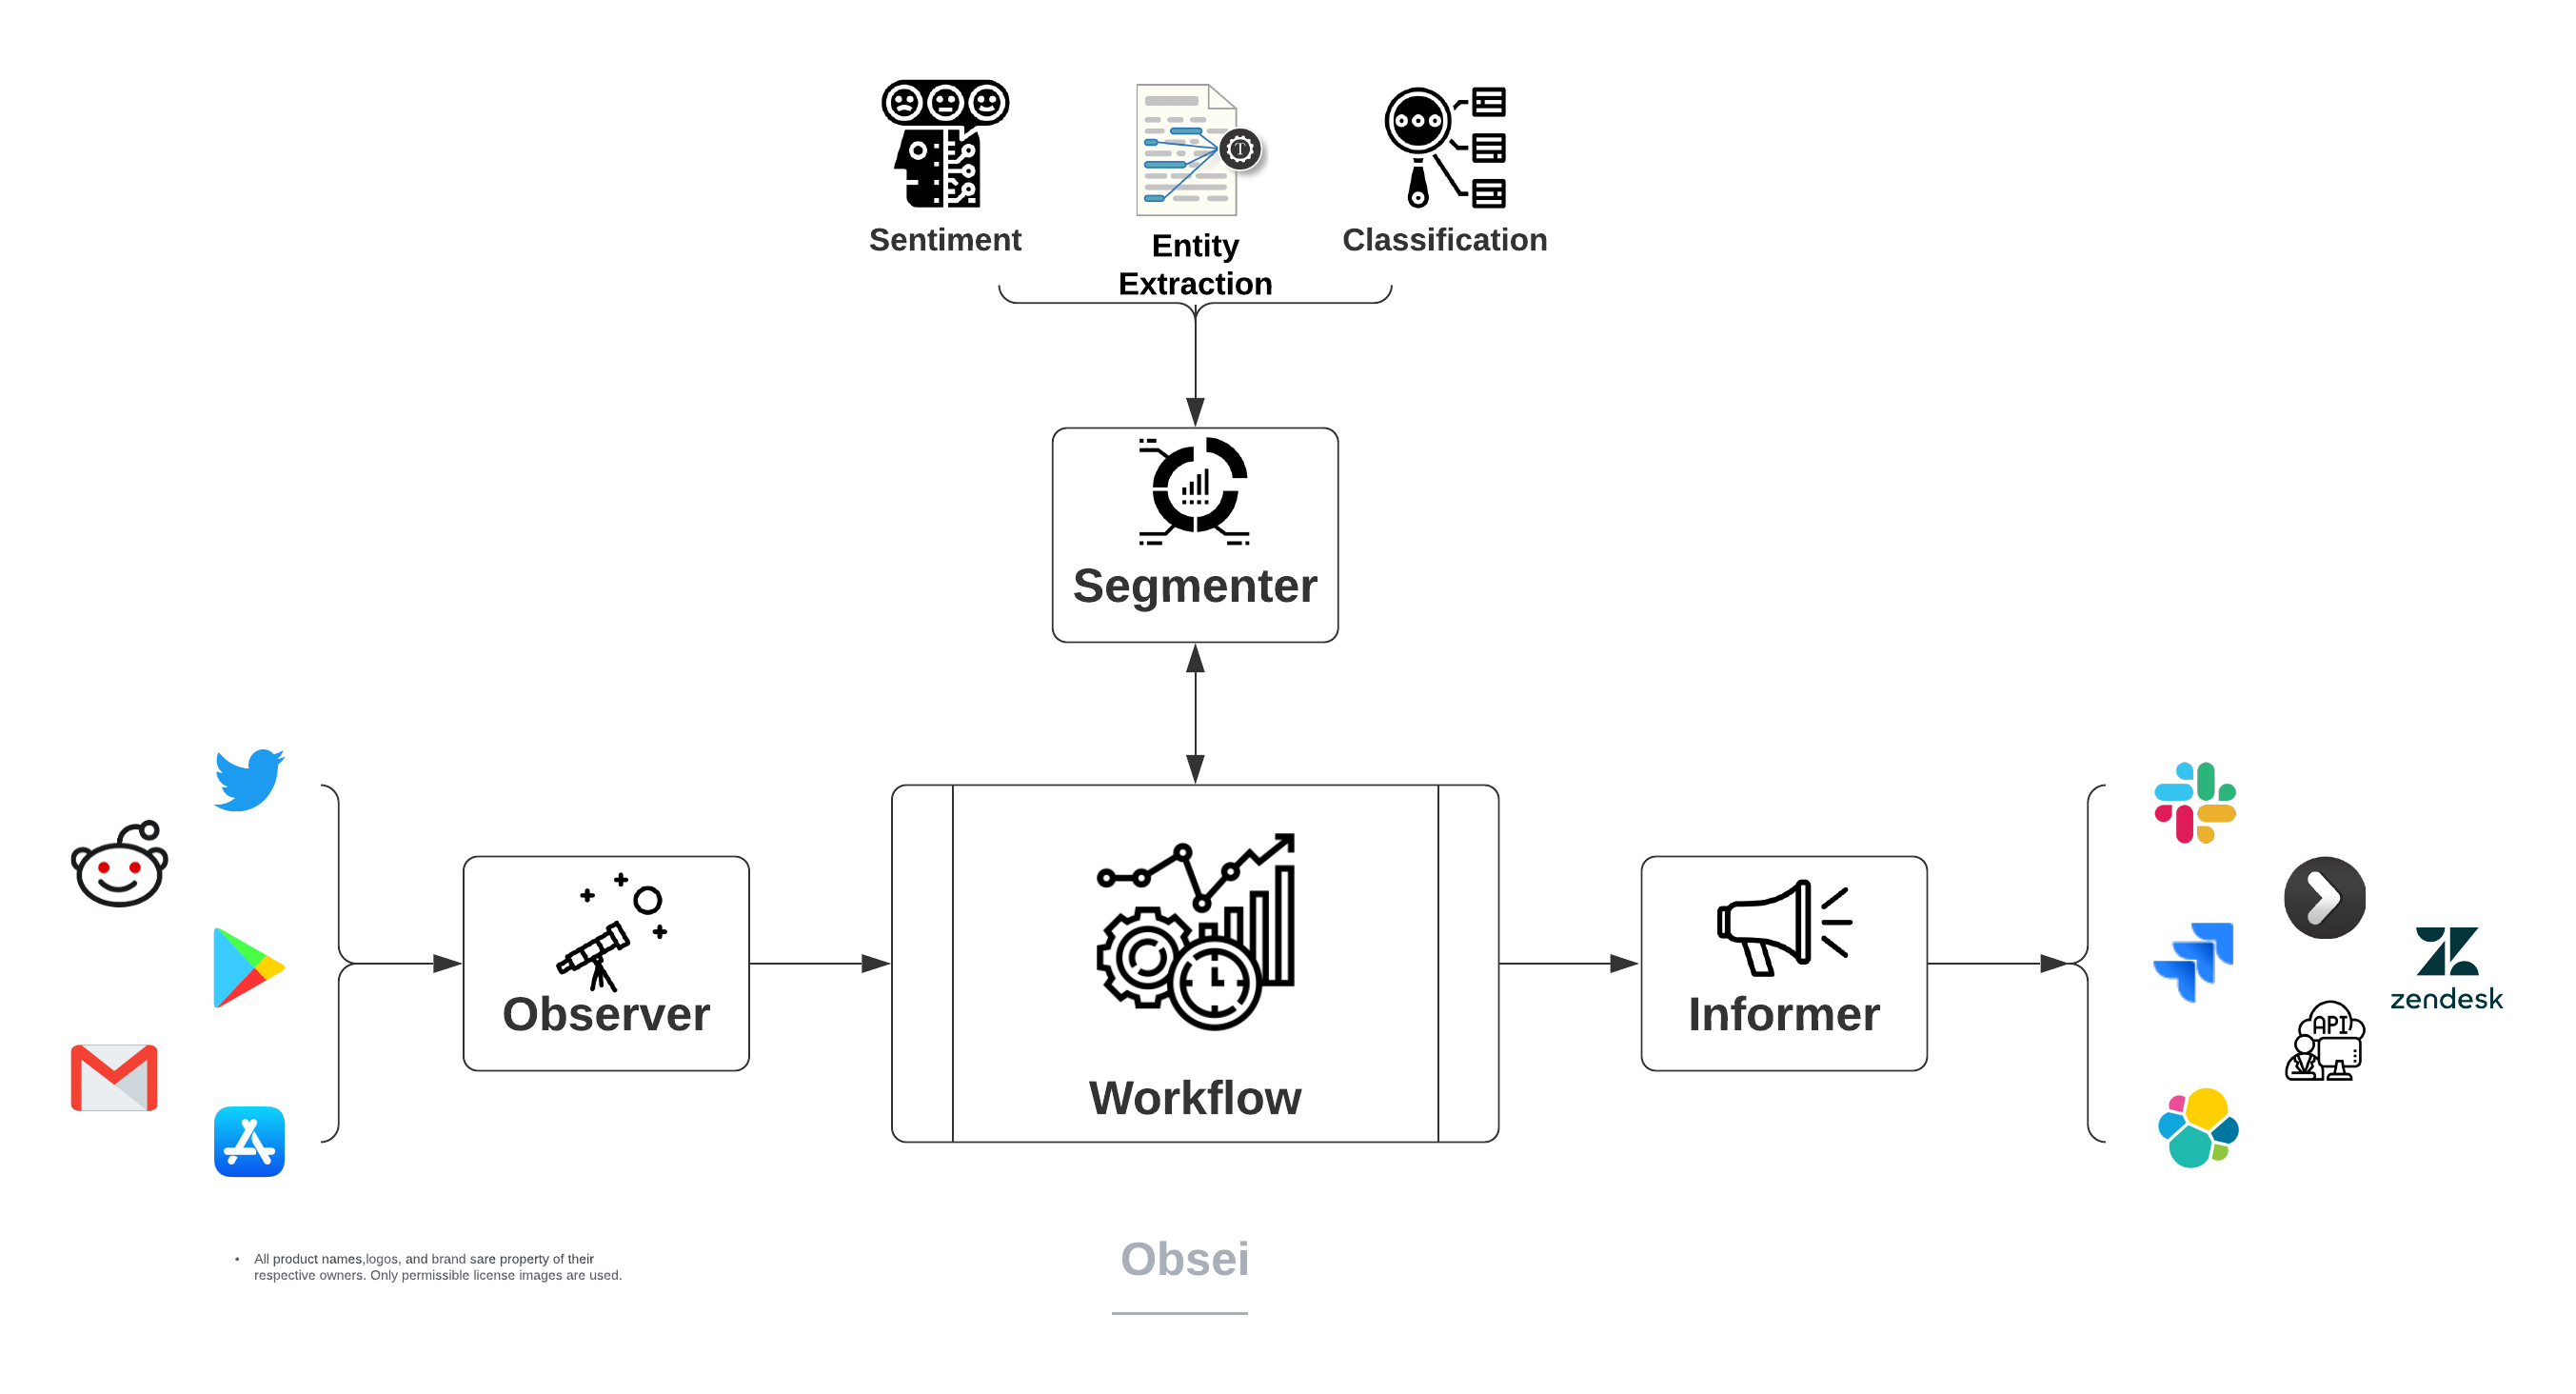 Sentiment
Entity
Extraction
Classification
T
Segmenter
Observer
Workflow
Informer
API
zendesk
• All product names,logos, and brand sare property of their
respective owners. Only permissible license images are used.
Obsei